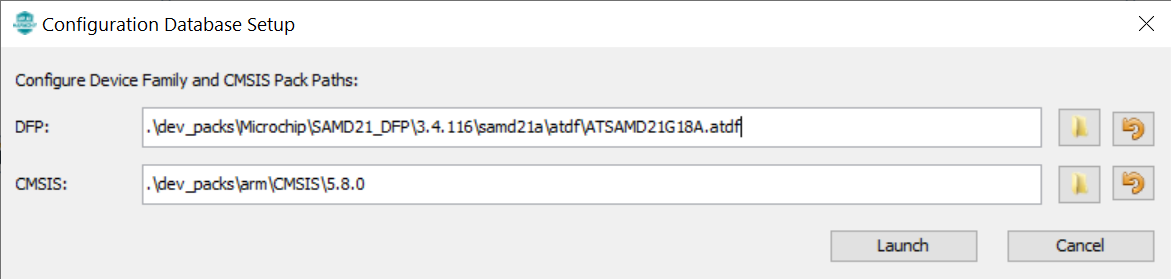 Configuration Database Setup
Configure Device Family and CMSIS Pack Paths:
DFP: .\dev_packs\Microchip\SAMD21_DFP\3.4.116\samd21a\atdf\ATSAMD21G18A.atdf
CMSIS: .\dev_packs\arm\CMSIS\5.8.0
Launch Cancel